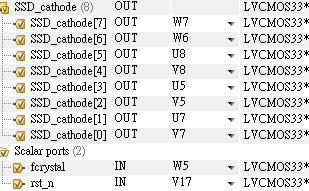 SSD_cathode (8) OUT LVCMOS33*
SSD_cathode[7] OUT W7 LVCMOS33*
SSD_cathode[6] OUT W6 LVCMOS33*
SSD_cathode[5] OUT U8 LVCMOS33*
SSD_cathode[4] OUT V8 LVCMOS33*
SSD_cathode[3] OUT U5 LVCMOS33*
SSD_cathode[2] OUT V5 LVCMOS33*
SSD_cathode[1] OUT U7 LVCMOS33*
SSD_cathode[0] OUT V7 LVCMOS33*
Scalar ports (2)
fcrystal IN W5 LVCMOS33*
rst_n IN V17 LVCMOS33*